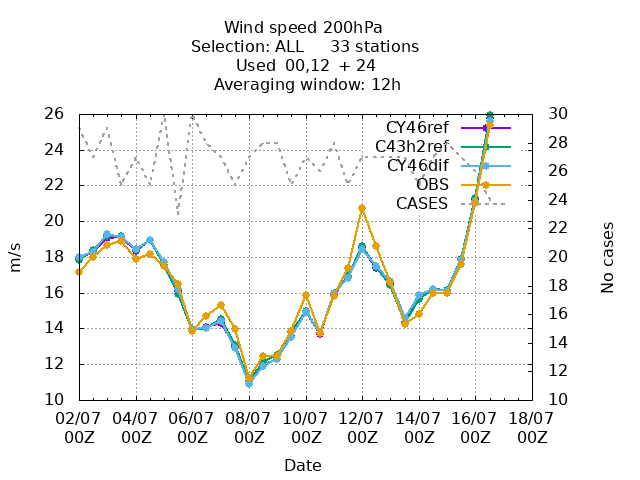 Wind speed 200hPa
Selection: ALL 33 stations
Used 00,12 + 24
Averaging window: 12h
26
24
22
20
18
16
14
12
10
m/s
30
28
26
24
22
20
18
16
14
12
10
No cases
CY46ref
C43h2ref
CY46dif
OBS
CASES
02/07 04/07 06/07 08/07 10/07 12/07 14/07 16/07 18/07
00Z 00Z 00Z 00Z 00Z 00Z 00Z 00Z 00Z
Date